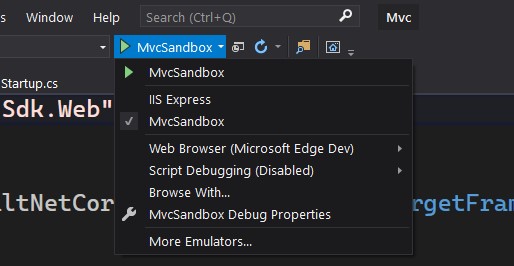 s Window Help Search (Ctrl+Q) Mvc
MvcSandbox
Startup.cs
MvcSandbox
Sdk.Web"
IIS Express
MvcSandbox
Web Browser (Microsoft Edge Dev)
Script Debugging (Disabled)
Browse With...
ltNetCor rgetFram
MvcSandbox Debug Properties
More Emulators...